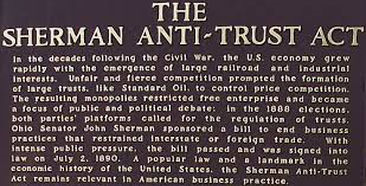 THE
SHERMAN ANTI-TRUST ACT
In the decades following the Civil War, the U.S. economy grew
rapidly with the emergence of large railroad and industrial
interests. Unfair and fierce competition prompted the formation
of large trusts, like Standard Oil, to control price competition.
The resulting monopolies restricted free enterprise and became
a focus of public and political debate; in the 1888 elections,
both parties' platforms called for the regulation of trusts.
Ohio Senator John Sherman sponsored a bill to end business
practices that restrained interstate or foreign trade. With
intense public pressure, the bill passed and was signed into
law on July 2, 1890. A popular law and a landmark in the
economic history of the United States, the Sherman Anti-Trust
Act remains relevant in American business practice.